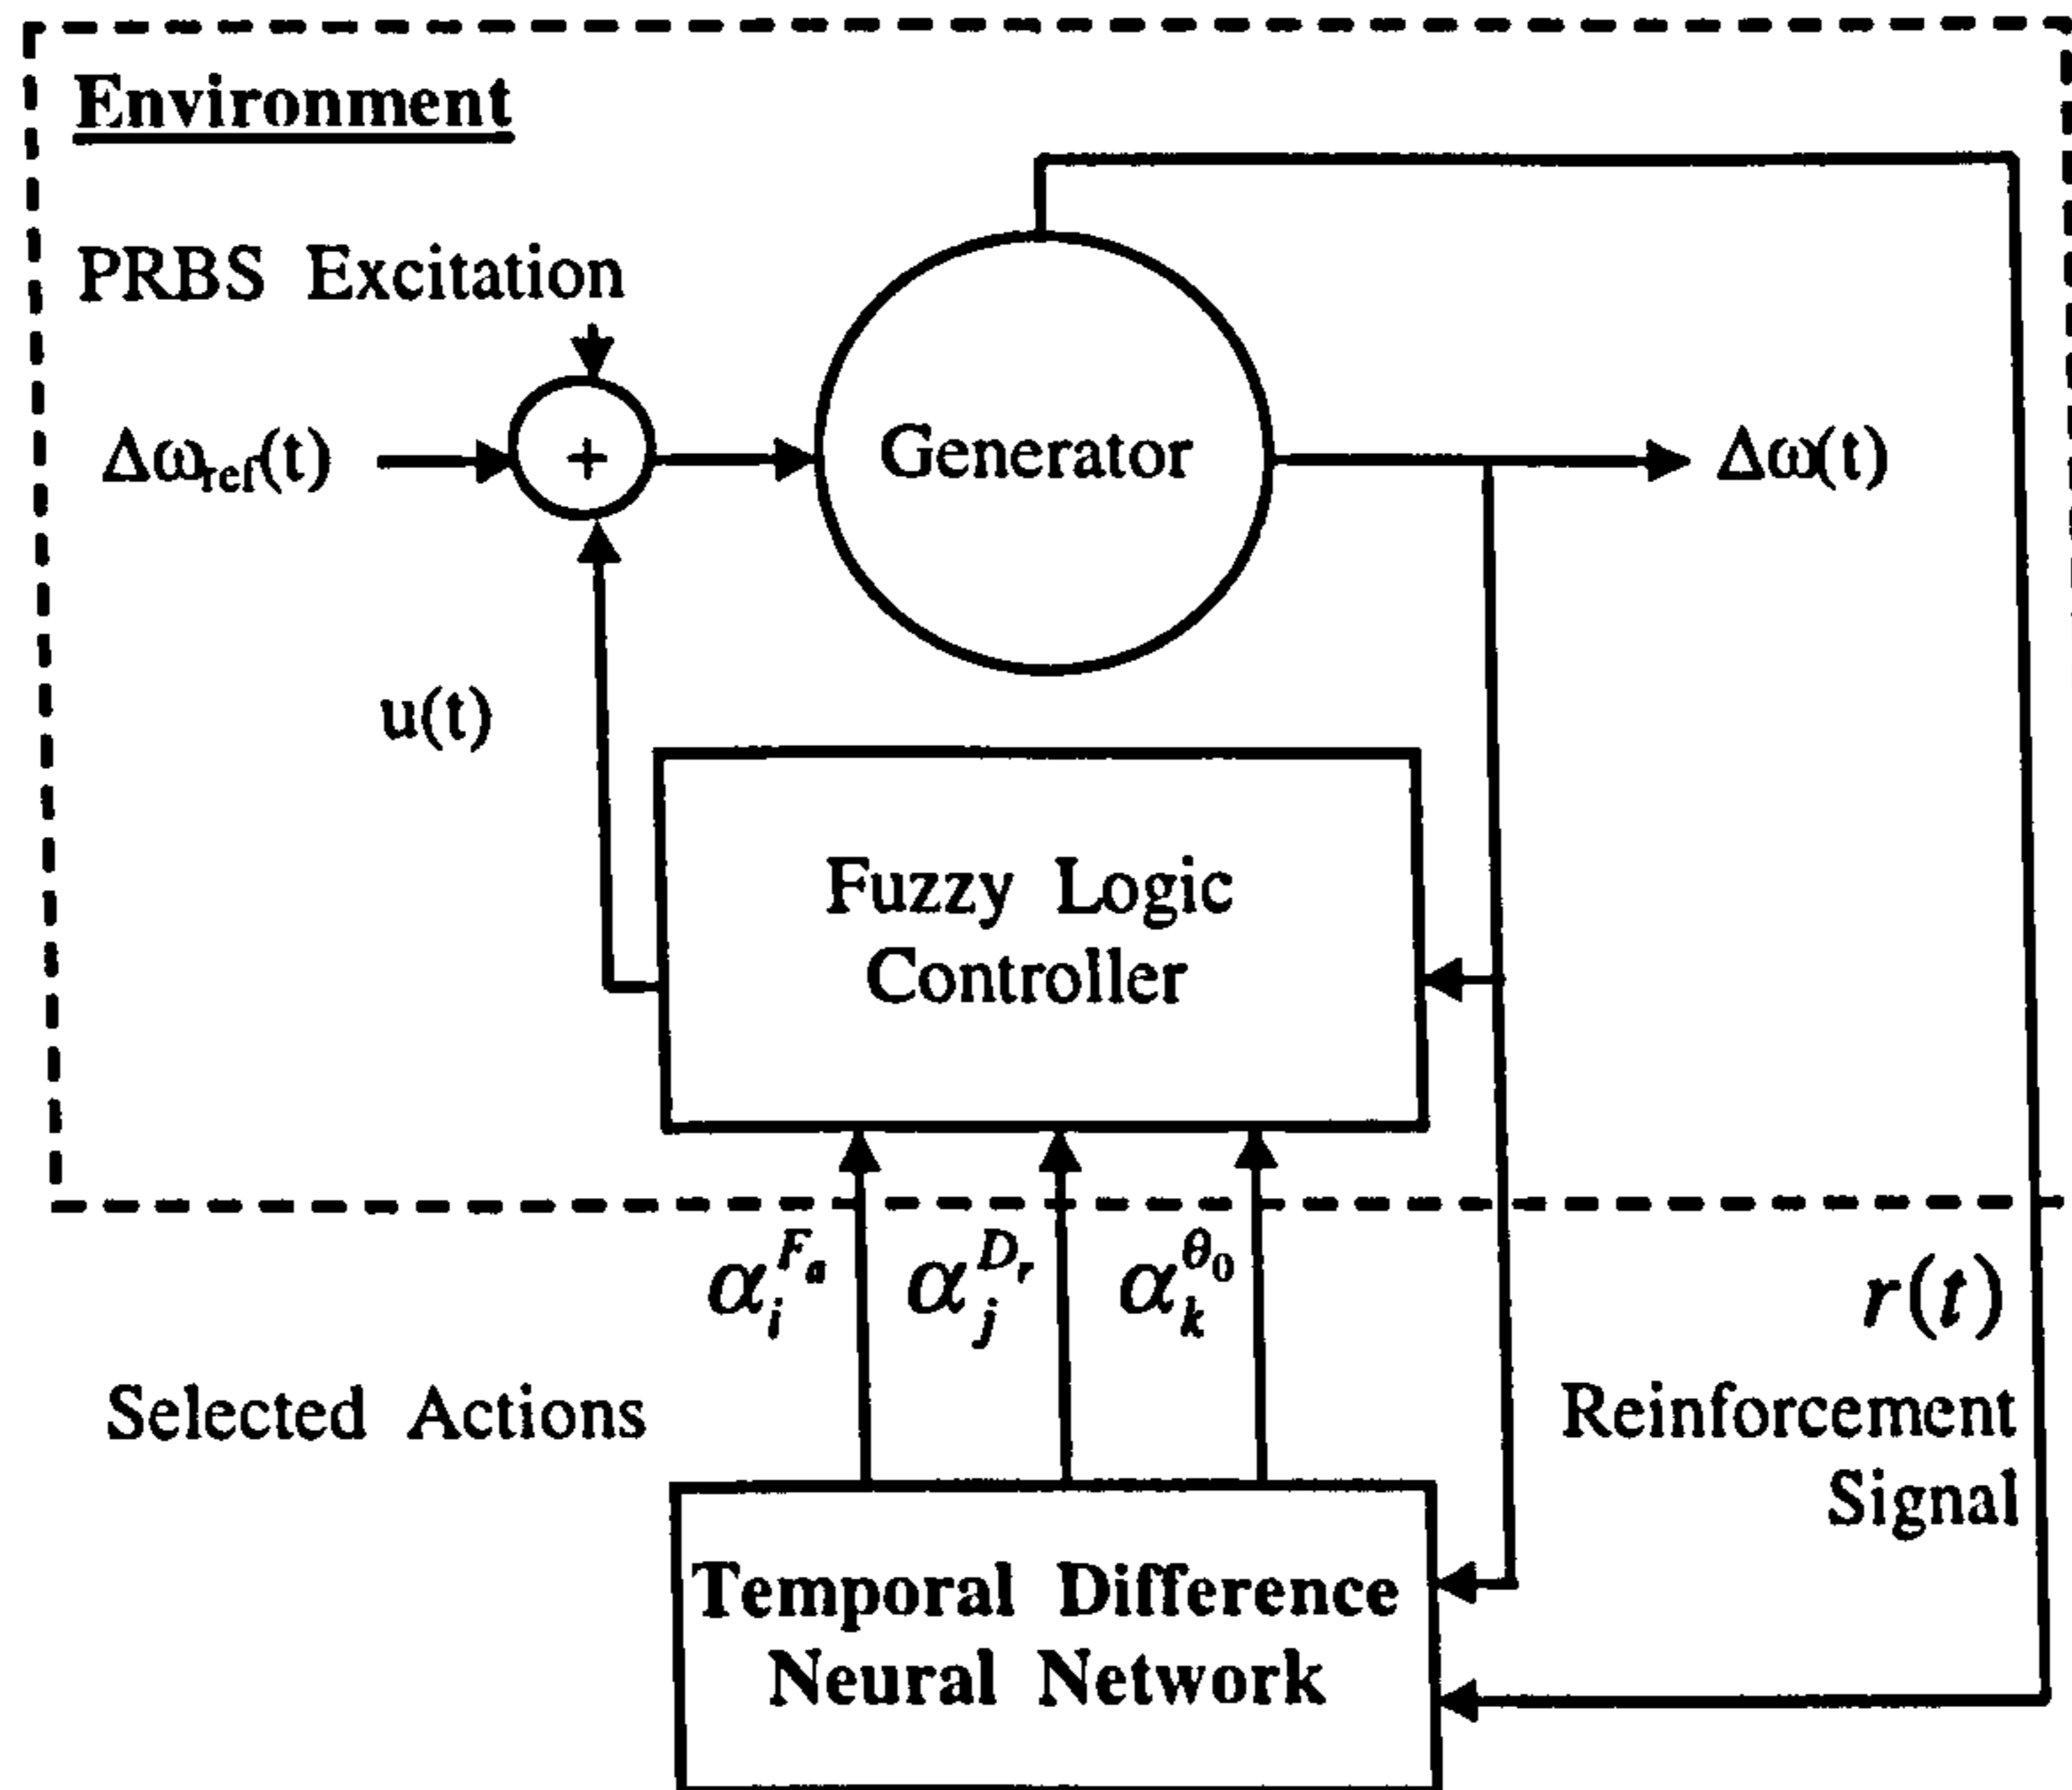 Environment
PRBS Excitation
Δω_ref(t)
+
Generator
Δω(t)
u(t)
Fuzzy Logic
Controller
α_i^{F_a} α_j^{D_r} α_k^{θ_0}
r(t)
Selected Actions
Reinforcement
Signal
Temporal Difference
Neural Network